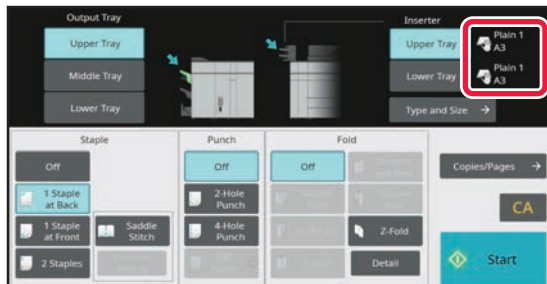 Output Tray
Inserter
Upper Tray
Upper Tray
Plain 1
A3
Middle Tray
Lower Tray
Plain 1
A3
Lower Tray
Type and Size
Staple
Punch
Fold
Off
Off
Off
Copies/Pages
1 Staple
at Back
2-Hole
Punch
CA
1 Staple
at Front
Saddle
Stitch
4-Hole
Punch
Z-Fold
2 Staples
Detail
Start